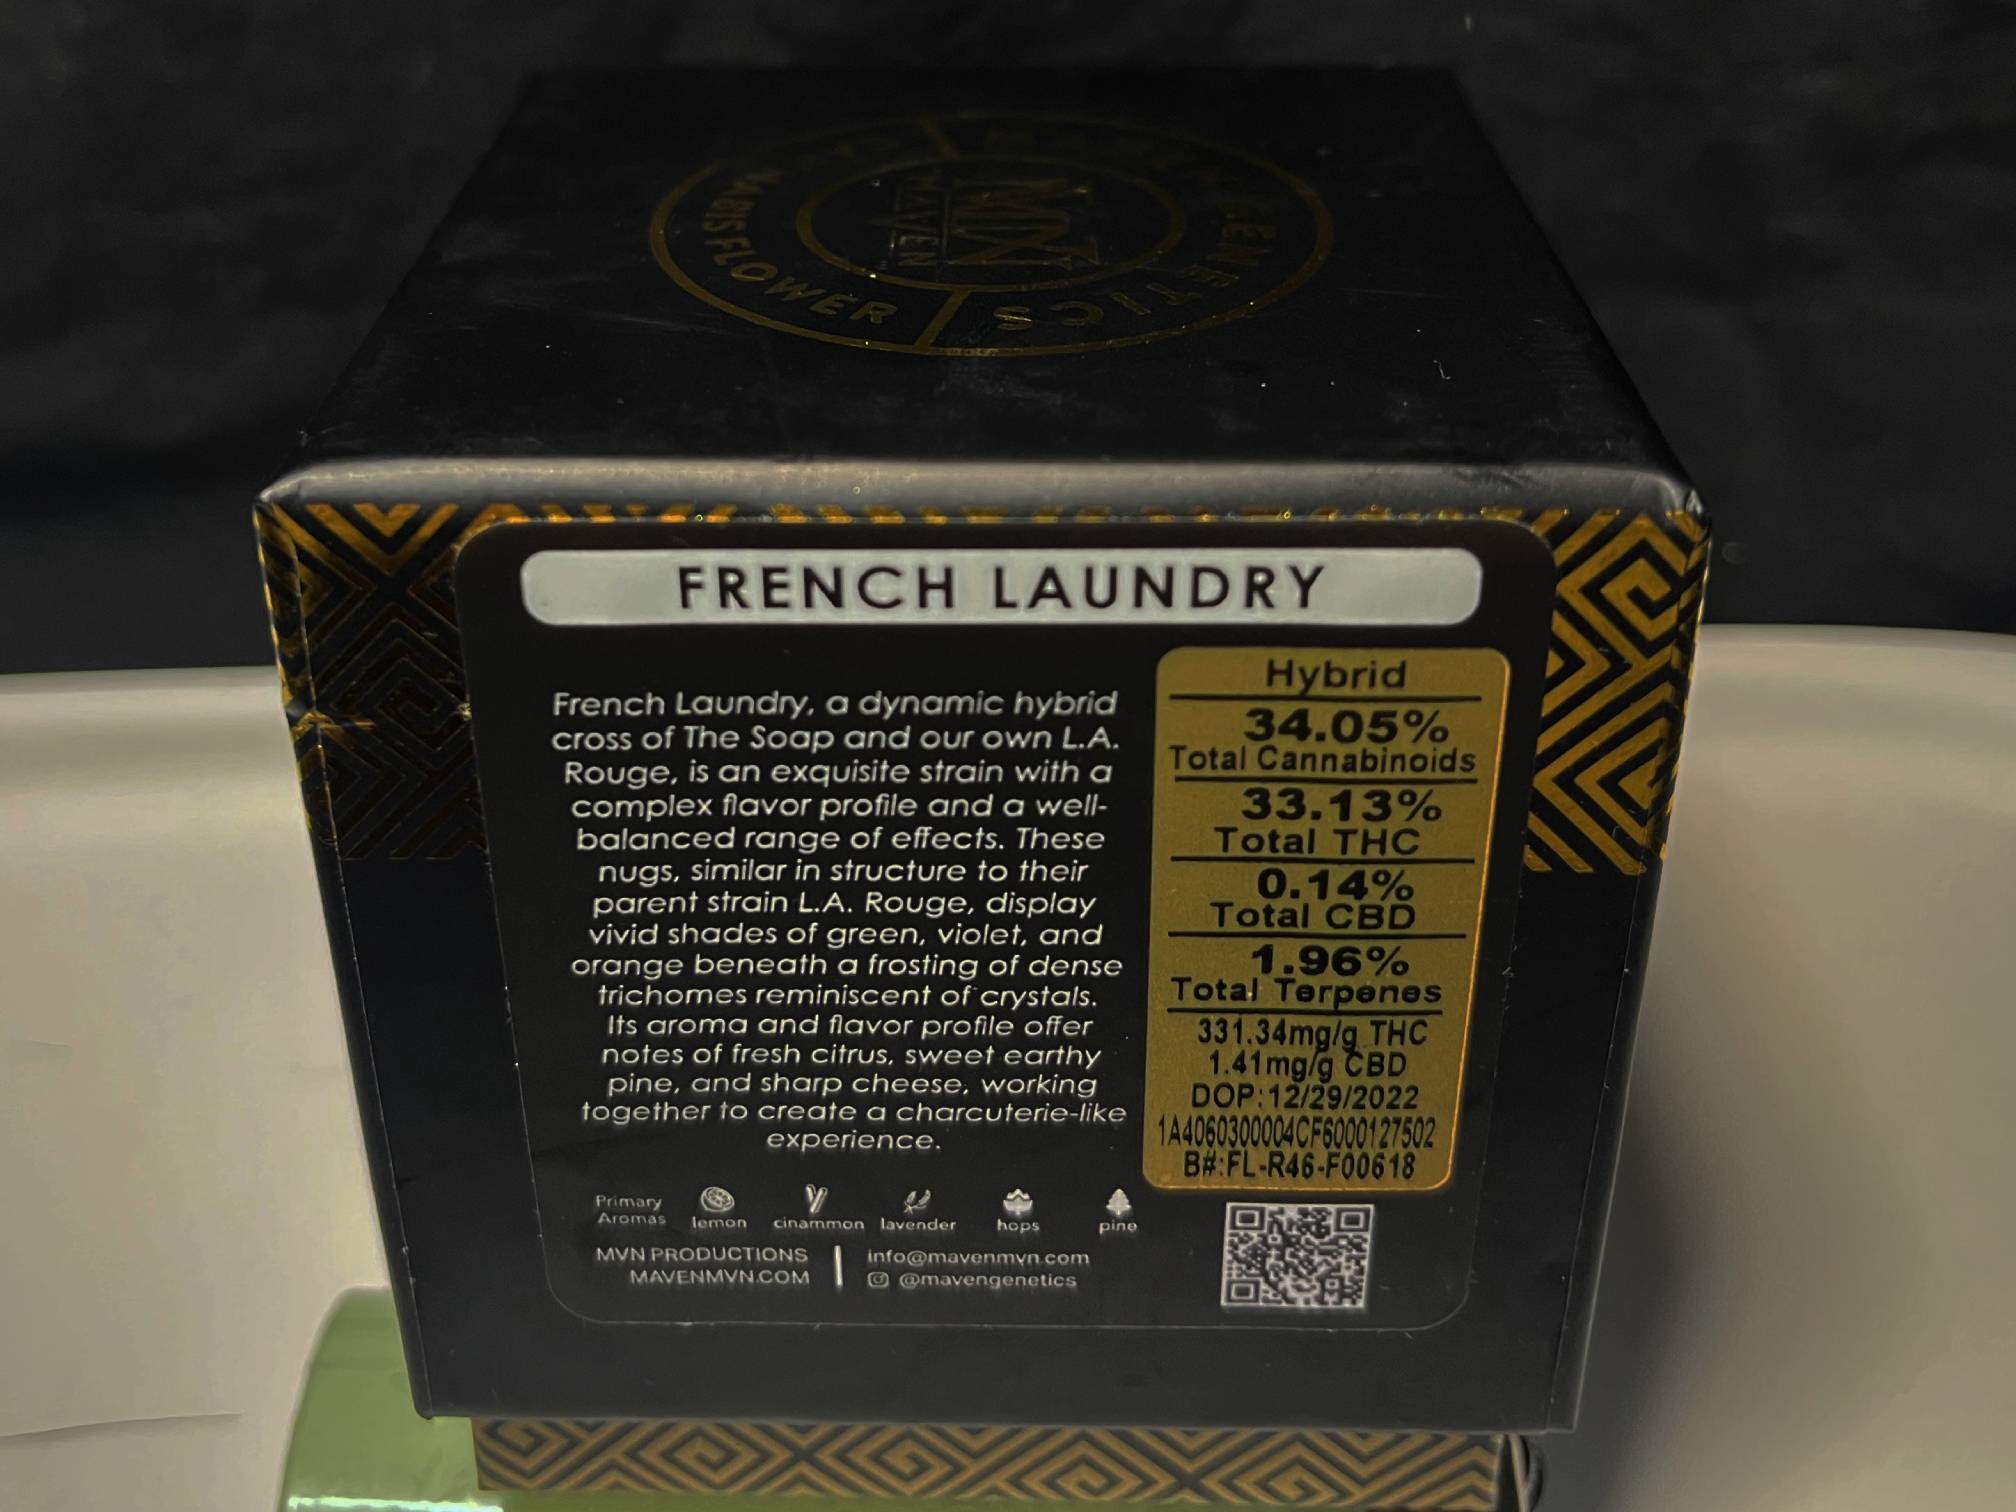 MAVEN GENETICS
FLOWER
MVN
MAVEN
FRENCH LAUNDRY
French Laundry, a dynamic hybrid
cross of The Soap and our own L.A.
Rouge, is an exquisite strain with a
complex flavor profile and a well-
balanced range of effects. These
nugs, similar in structure to their
parent strain L.A. Rouge, display
vivid shades of green, violet, and
orange beneath a frosting of dense
trichomes reminiscent of crystals.
Its aroma and flavor profile offer
notes of fresh citrus, sweet earthy
pine, and sharp cheese, working
together to create a charcuterie-like
experience.
Hybrid
34.05%
Total Cannabinoids
33.13%
Total THC
0.14%
Total CBD
1.96%
Total Terpenes
331.34mg/g THC
1.41mg/g CBD
DOP:12/29/2022
1A4060300004CF6000127502
B#:FL-R46-F00618
Primary
Aromas
lemon cinammon lavender hops pine
MVN PRODUCTIONS
MAVENMVN.COM
info@mavenmvn.com
@mavengenetics